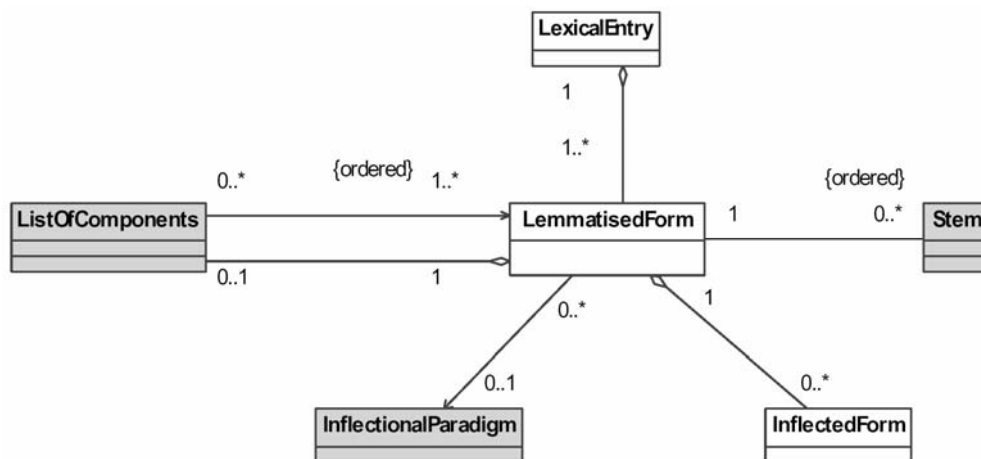 LexicalEntry
1
1..*
{ordered}
0..*
1..*
{ordered}
ListOfComponents
LemmatisedForm
1
0..*
Stem
0..1
1
0..*
1
0..1
0..*
InflectionalParadigm
InflectedForm